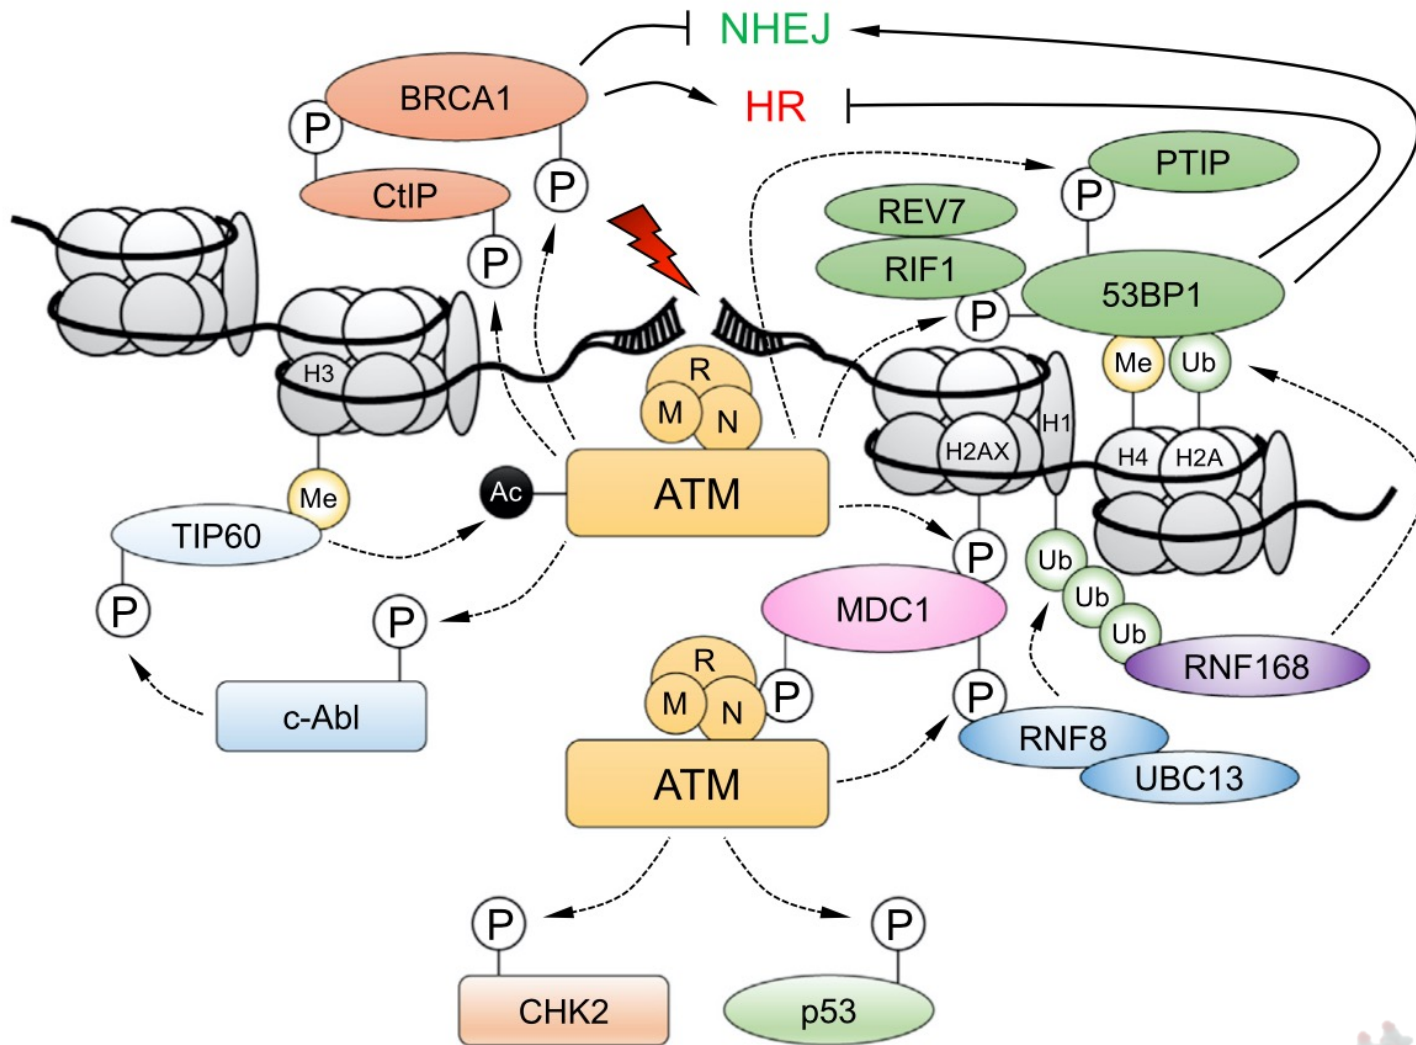 NHEJ
BRCA1
HR
P
PTIP
CtIP
P
P
REV7
RIF1
P
53BP1
P
Me
Ub
R
M
N
H3
H1
H2AX
H4
H2A
Ac
ATM
Me
TIP60
P
Ub
Ub
Ub
MDC1
P
P
RNF168
R
M
N
P
P
c-Abl
RNF8
UBC13
ATM
P
P
CHK2
p53